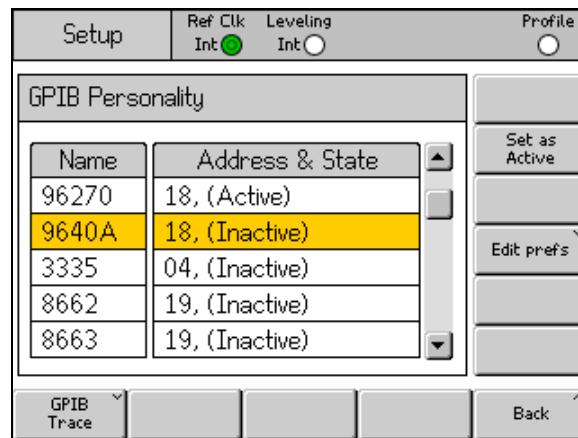 Setup
Ref Clk Leveling
Int Int
Profile
GPIB Personality
Name Address & State
96270 18, (Active)
9640A 18, (Inactive)
3335 04, (Inactive)
8662 19, (Inactive)
8663 19, (Inactive)
Set as
Active
Edit prefs
GPIB
Trace
Back